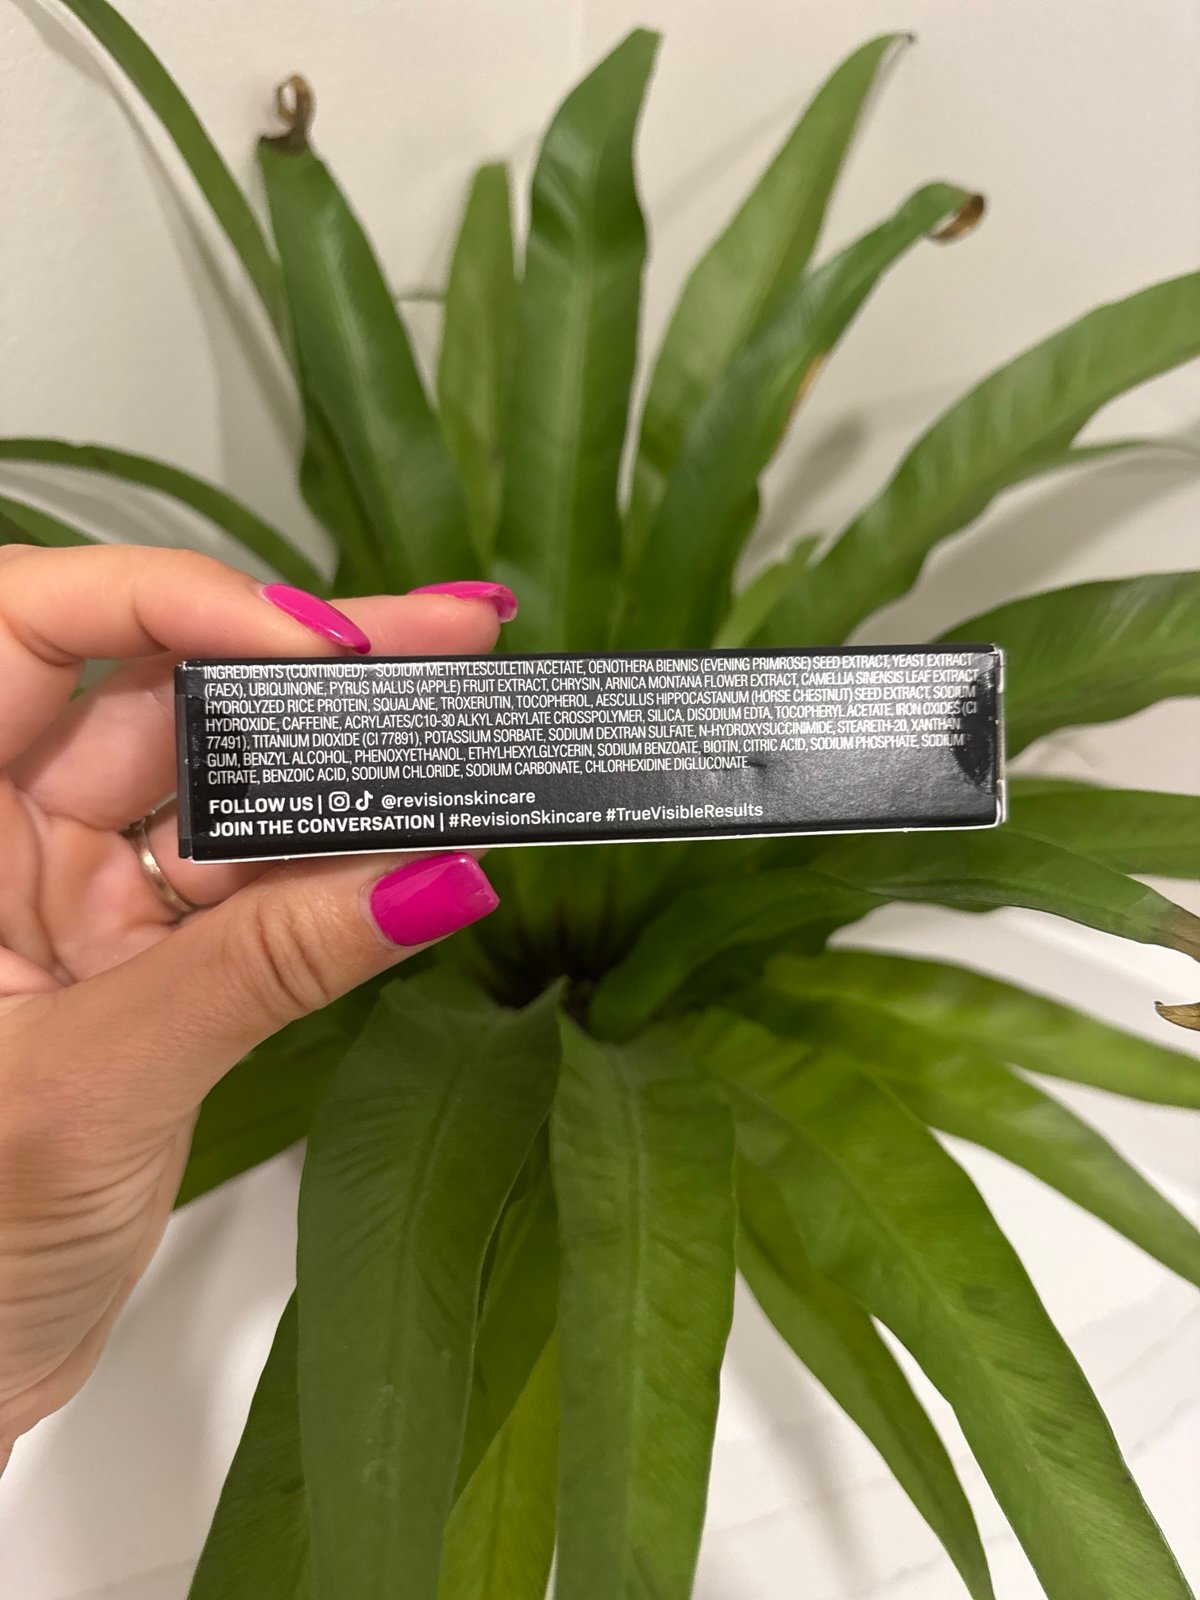 INGREDIENTS (CONTINUED): SODIUM METHYLESCULETIN ACETATE, OENOTHERA BIENNIS (EVENING PRIMROSE) SEED EXTRACT, YEAST EXTRACT
(FAEX), UBIQUINONE, PYRUS MALUS (APPLE) FRUIT EXTRACT, CHRYSIN, ARNICA MONTANA FLOWER EXTRACT, CAMELLIA SINENSIS LEAF EXTRACT,
HYDROLYZED RICE PROTEIN, SQUALANE, TROXERUTIN, TOCOPHEROL, AESCULUS HIPPOCASTANUM (HORSE CHESTNUT) SEED EXTRACT, SODIUM
HYDROXIDE, CAFFEINE, ACRYLATES/C10-30 ALKYL ACRYLATE CROSSPOLYMER, SILICA, DISODIUM EDTA, TOCOPHERYL ACETATE, IRON OXIDES (CI
77491), TITANIUM DIOXIDE (CI 77891), POTASSIUM SORBATE, SODIUM DEXTRAN SULFATE, N-HYDROXYSUCCINIMIDE, STEARETH-20, XANTHAN
GUM, BENZYL ALCOHOL, PHENOXYETHANOL, ETHYLHEXYLGLYCERIN, SODIUM BENZOATE, BIOTIN, CITRIC ACID, SODIUM PHOSPHATE, SODIUM
CITRATE, BENZOIC ACID, SODIUM CHLORIDE, SODIUM CARBONATE, CHLORHEXIDINE DIGLUCONATE.
FOLLOW US | @revisionskincare
JOIN THE CONVERSATION | #RevisionSkincare #TrueVisibleResults